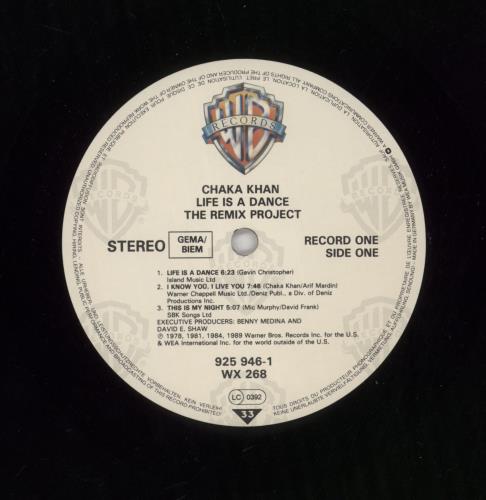 WB
RECORDS
CHAKA KHAN
LIFE IS A DANCE
THE REMIX PROJECT
STEREO
GEMA/
BIEM
RECORD ONE
SIDE ONE
1. LIFE IS A DANCE 6:23 (Gavin Christopher)
Island Music Ltd
2. I KNOW YOU, I LIVE YOU 7:46 (Chaka Khan/Arif Mardin)
Warner Chappell Music Ltd./Deniz Publ., a Div. of Deniz
Productions Inc.
3. THIS IS MY NIGHT 5:07 (Mic Murphy/David Frank)
SBK Songs Ltd
EXECUTIVE PRODUCERS: BENNY MEDINA and
DAVID E. SHAW
℗ 1978, 1981, 1984, 1989 Warner Bros. Records Inc. for the U.S.
& WEA International Inc. for the world outside of the U.S.
925 946-1
WX 268
LC 0392
33